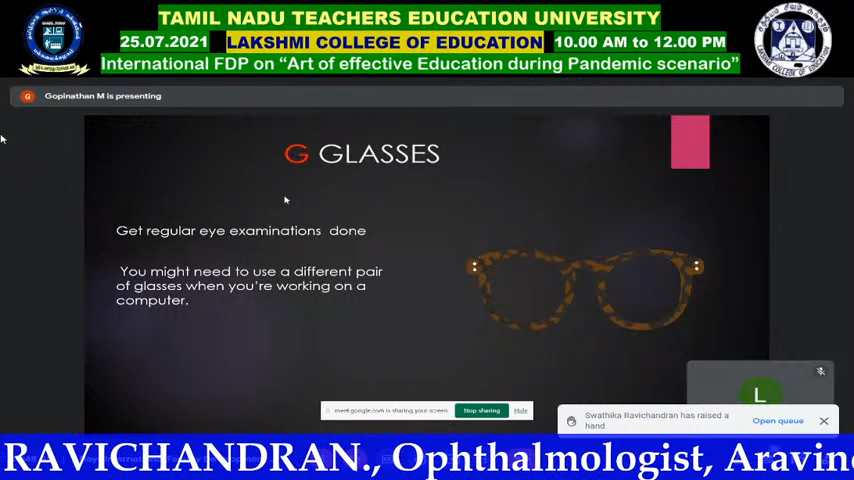 TAMIL NADU TEACHERS EDUCATION UNIVERSITY
25.07.2021 LAKSHMI COLLEGE OF EDUCATION 10.00 AM to 12.00 PM
International FDP on “Art of effective Education during Pandemic scenario”
G Gopinathan M is presenting
G GLASSES
Get regular eye examinations done
You might need to use a different pair
of glasses when you're working on a
computer.
L
meet.google.com is sharing your screen. Stop sharing Hide
Swathika Ravichandran has raised a
hand
Open queue
RAVICHANDRAN., Ophthalmologist, Aravind